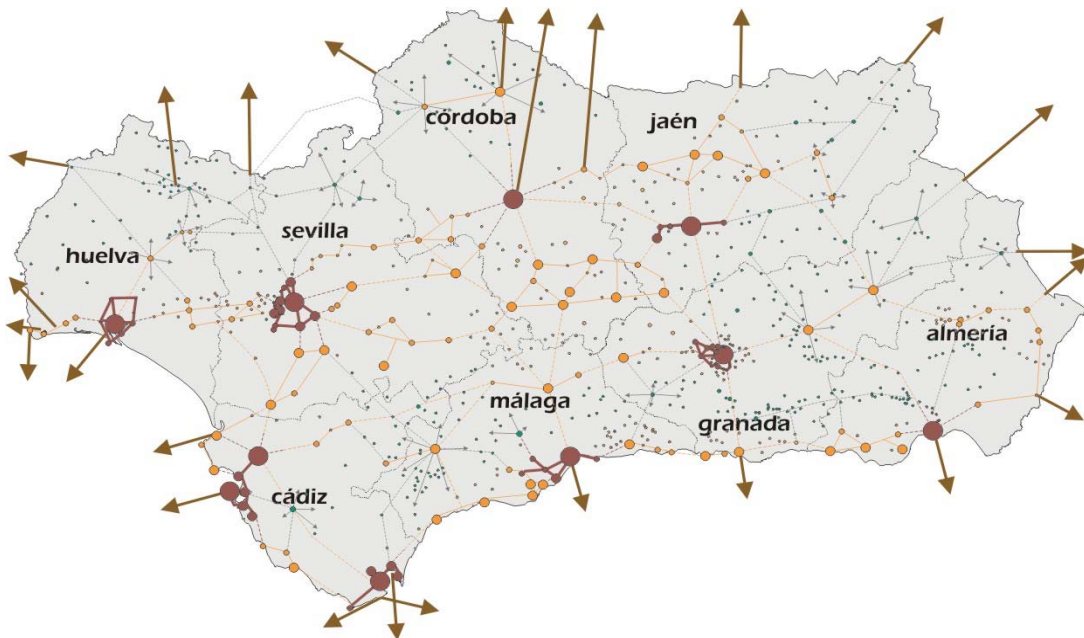 córdoba
jaén
sevilla
huelva
almería
málaga
granada
cádiz